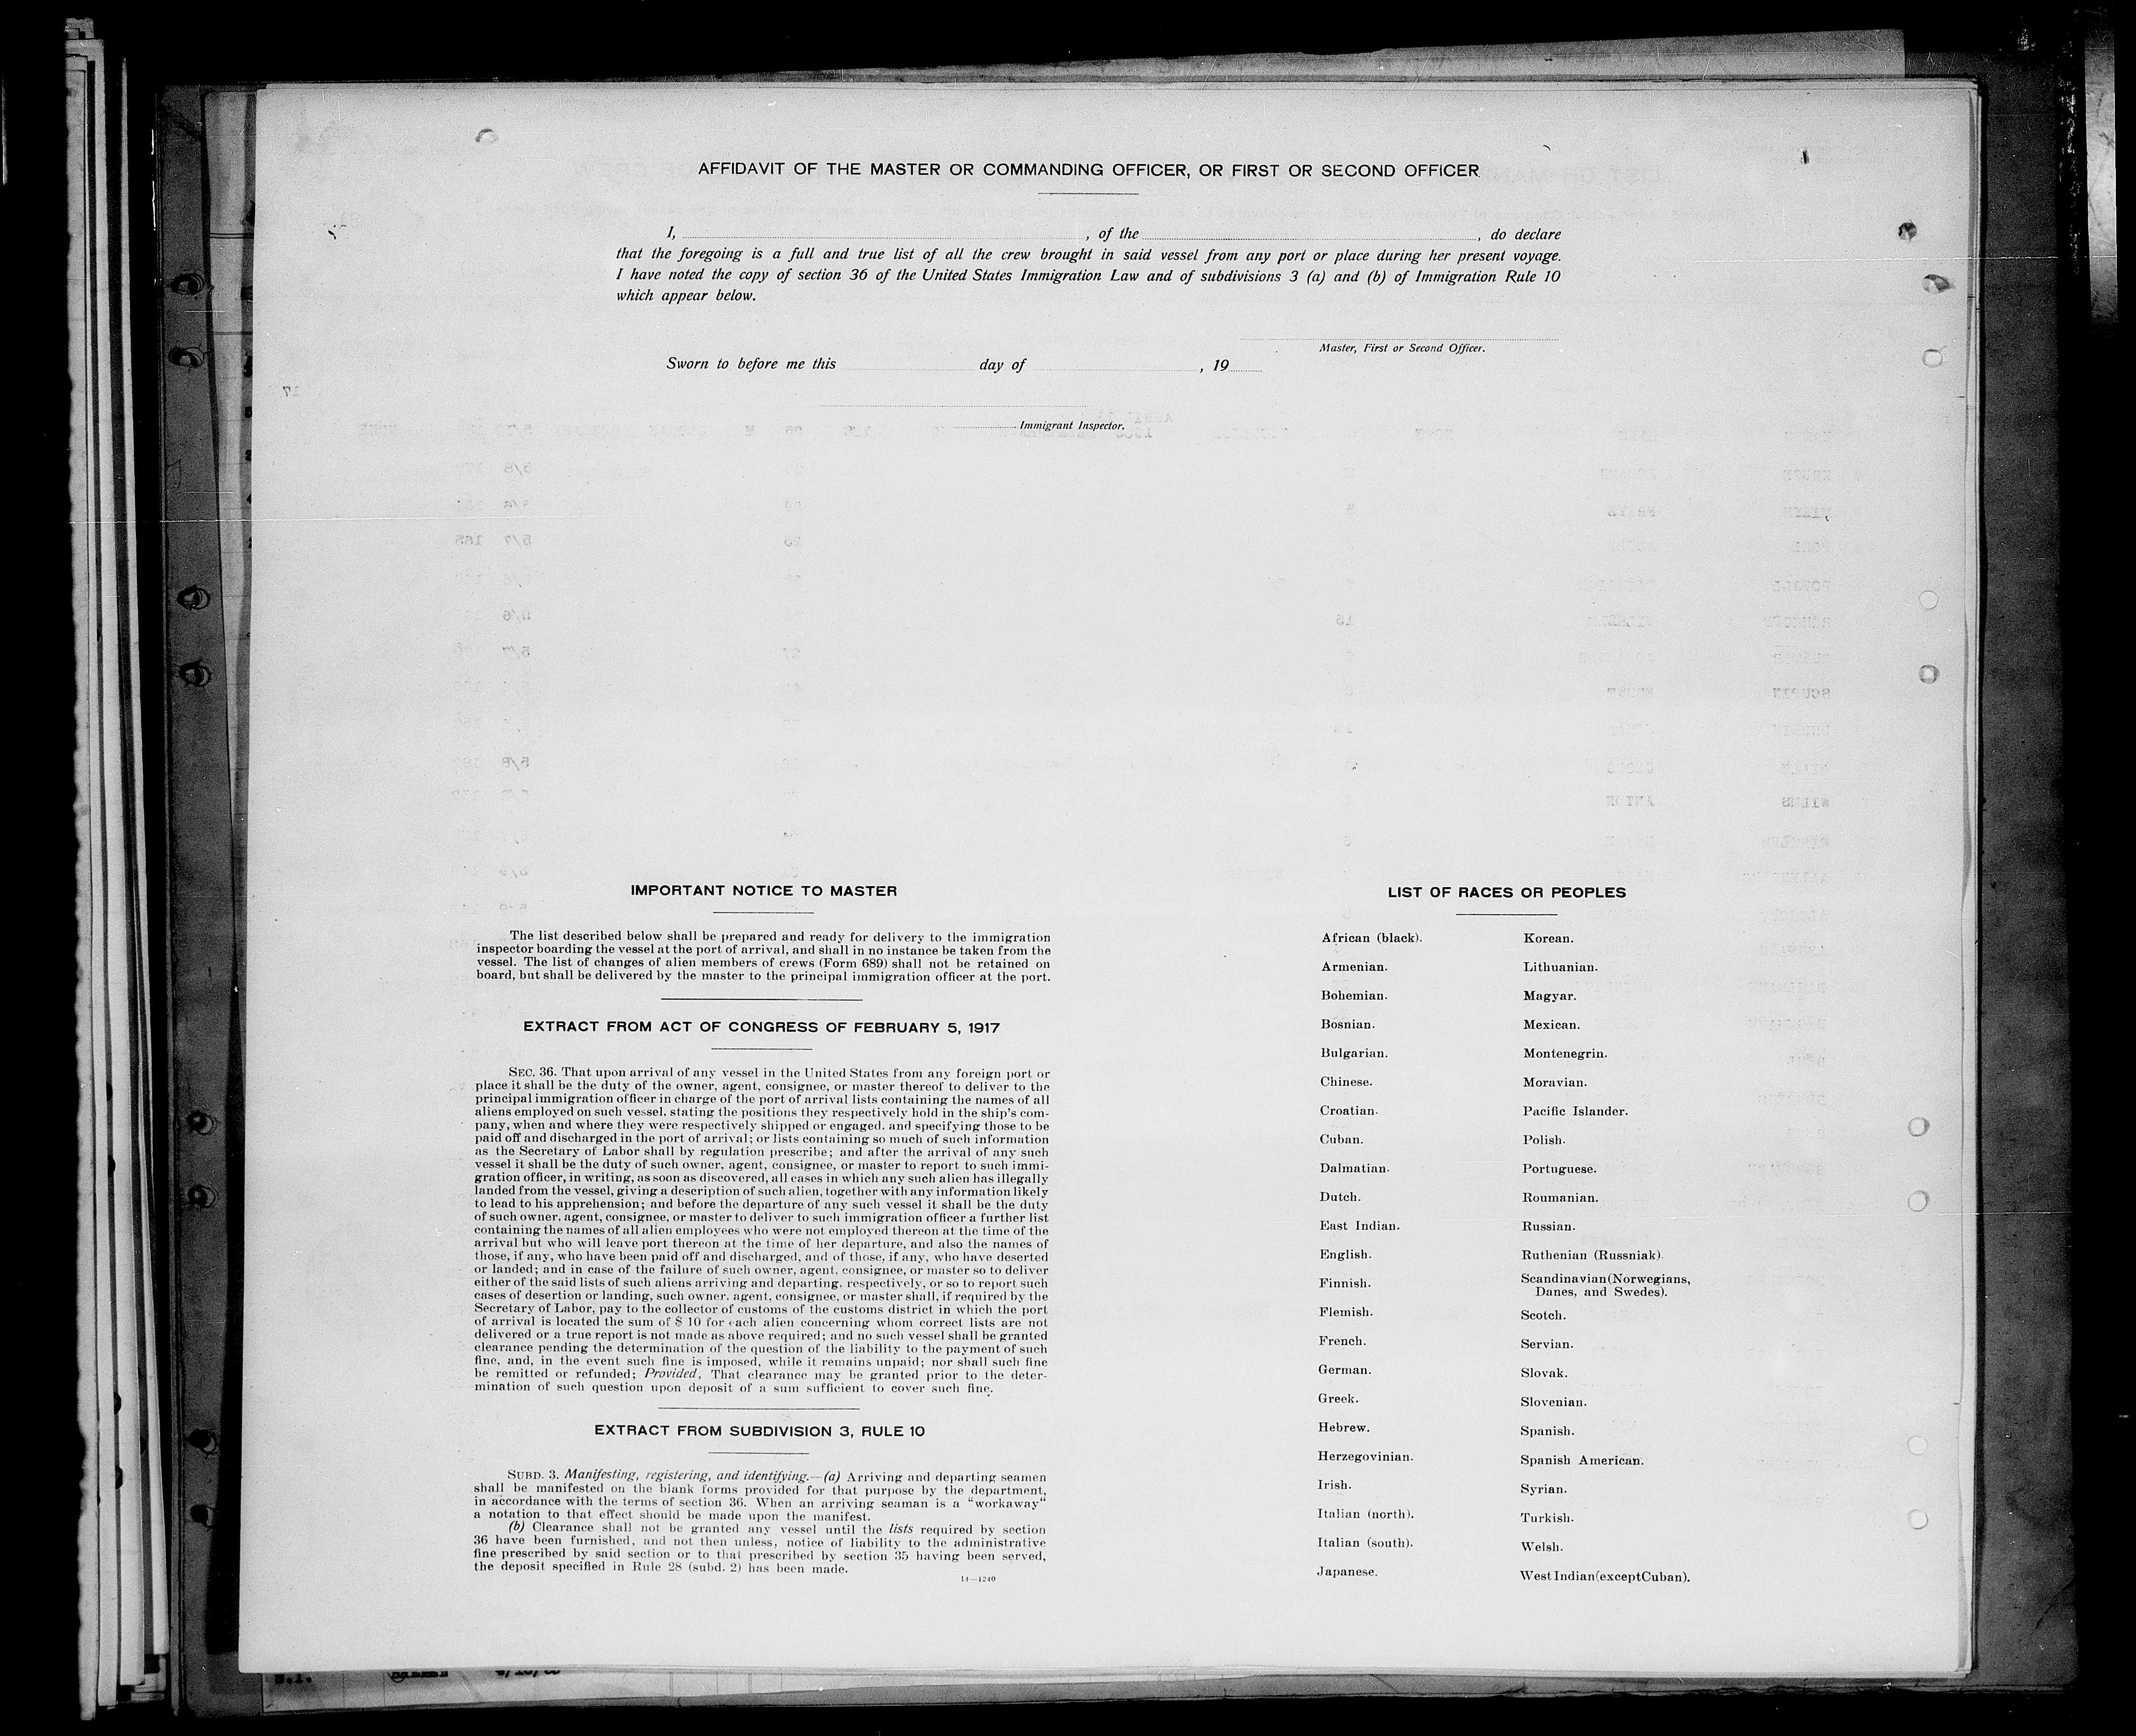 AFFIDAVIT OF THE MASTER OR COMMANDING OFFICER, OR FIRST OR SECOND OFFICER
I, , of the , do declare
that the foregoing is a full and true list of all the crew brought in said vessel from any port or place during her present voyage.
I have noted the copy of section 36 of the United States Immigration Law and of subdivisions 3 (a) and (b) of Immigration Rule 10
which appear below.
Master, First or Second Officer.
Sworn to before me this day of , 19
Immigrant Inspector.
IMPORTANT NOTICE TO MASTER
The list described below shall be prepared and ready for delivery to the immigration
inspector boarding the vessel at the port of arrival, and shall in no instance be taken from the
vessel. The list of changes of alien members of crews (Form 689) shall not be retained on
board, but shall be delivered by the master to the principal immigration officer at the port.
EXTRACT FROM ACT OF CONGRESS OF FEBRUARY 5, 1917
SEC. 36. That upon arrival of any vessel in the United States from any foreign port or
place it shall be the duty of the owner, agent, consignee, or master thereof to deliver to the
principal immigration officer in charge of the port of arrival lists containing the names of all
aliens employed on such vessel, stating the positions they respectively hold in the ship's com-
pany, when and where they were respectively shipped or engaged, and specifying those to be
paid off and discharged in the port of arrival; or lists containing so much of such information
as the Secretary of Labor shall by regulation prescribe; and after the arrival of any such
vessel it shall be the duty of such owner, agent, consignee, or master to report to such immi-
gration officer, in writing, as soon as discovered, all cases in which any such alien has illegally
landed from the vessel, giving a description of such alien, together with any information likely
to lead to his apprehension; and before the departure of any such vessel it shall be the duty
of such owner, agent, consignee, or master to deliver to such immigration officer a further list
containing the names of all alien employees who were not employed thereon at the time of the
arrival but who will leave port thereon at the time of her departure, and also the names of
those, if any, who have been paid off and discharged, and of those, if any, who have deserted
or landed; and in case of the failure of such owner, agent, consignee, or master so to deliver
either of the said lists of such aliens arriving and departing, respectively, or so to report such
cases of desertion or landing, such owner, agent, consignee, or master shall, if required by the
Secretary of Labor, pay to the collector of customs of the customs district in which the port
of arrival is located the sum of $ 10 for each alien concerning whom correct lists are not
delivered or a true report is not made as above required; and no such vessel shall be granted
clearance pending the determination of the question of the liability to the payment of such
fine, and, in the event such fine is imposed, while it remains unpaid; nor shall such fine
be remitted or refunded; Provided, That clearance may be granted prior to the deter-
mination of such question upon deposit of a sum sufficient to cover such fine.
EXTRACT FROM SUBDIVISION 3, RULE 10
SUBD. 3. Manifesting, registering, and identifying.—(a) Arriving and departing seamen
shall be manifested on the blank forms provided for that purpose by the department,
in accordance with the terms of section 36. When an arriving seaman is a "workaway"
a notation to that effect should be made upon the manifest.
(b) Clearance shall not be granted any vessel until the lists required by section
36 have been furnished, and not then unless, notice of liability to the administrative
fine prescribed by said section or to that prescribed by section 35 having been served,
the deposit specified in Rule 28 (subd. 2) has been made.
14—1240
LIST OF RACES OR PEOPLES
African (black).
Armenian.
Bohemian.
Bosnian.
Bulgarian.
Chinese.
Croatian.
Cuban.
Dalmatian.
Dutch.
East Indian.
English.
Finnish.
Flemish.
French.
German.
Greek.
Hebrew.
Herzegovinian.
Irish.
Italian (north).
Italian (south).
Japanese.
Korean.
Lithuanian.
Magyar.
Mexican.
Montenegrin.
Moravian.
Pacific Islander.
Polish.
Portuguese.
Roumanian.
Russian.
Ruthenian (Russniak).
Scandinavian (Norwegians,
Danes, and Swedes).
Scotch.
Servian.
Slovak.
Slovenian.
Spanish.
Spanish American.
Syrian.
Turkish.
Welsh.
West Indian (except Cuban).